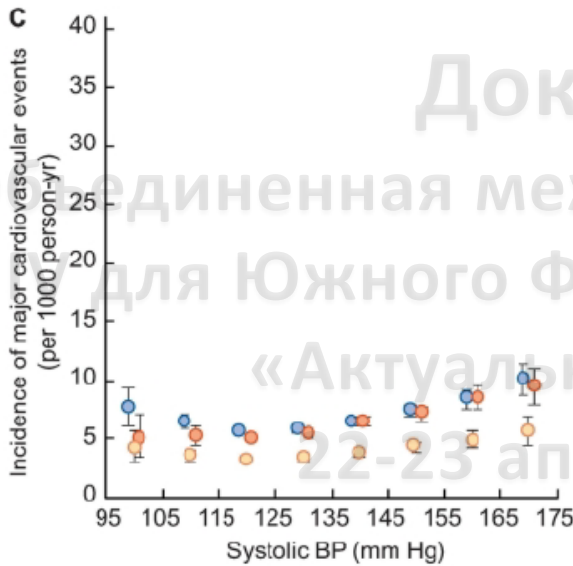 C
Incidence of major cardiovascular events
(per 1000 person-yr)
40
35
30
25
20
15
10
5
0
95 105 115 125 135 145 155 165 175
Systolic BP (mm Hg)
Док
бъединенная меж
для Южного Ф
«Актуальн
22-23 ап